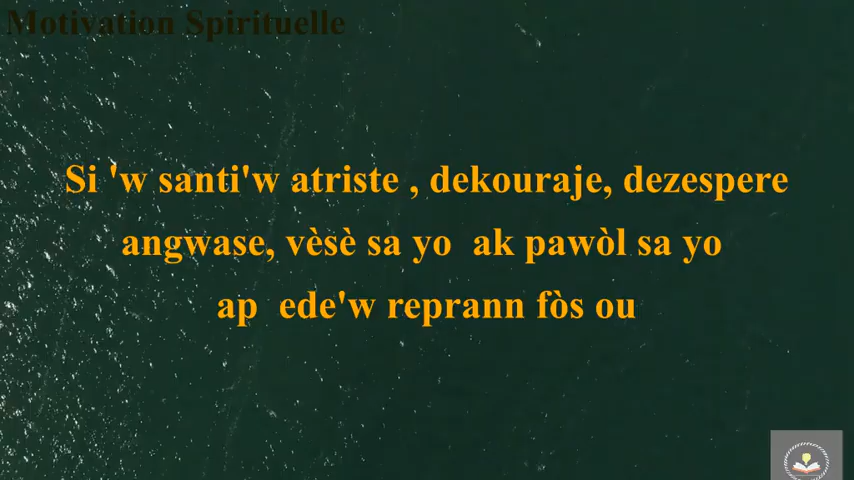 Motivation Spirituelle
Si 'w santi'w atriste , dekouraje, dezespere
angwase, vèsè sa yo ak pawòl sa yo
ap ede'w reprann fòs ou